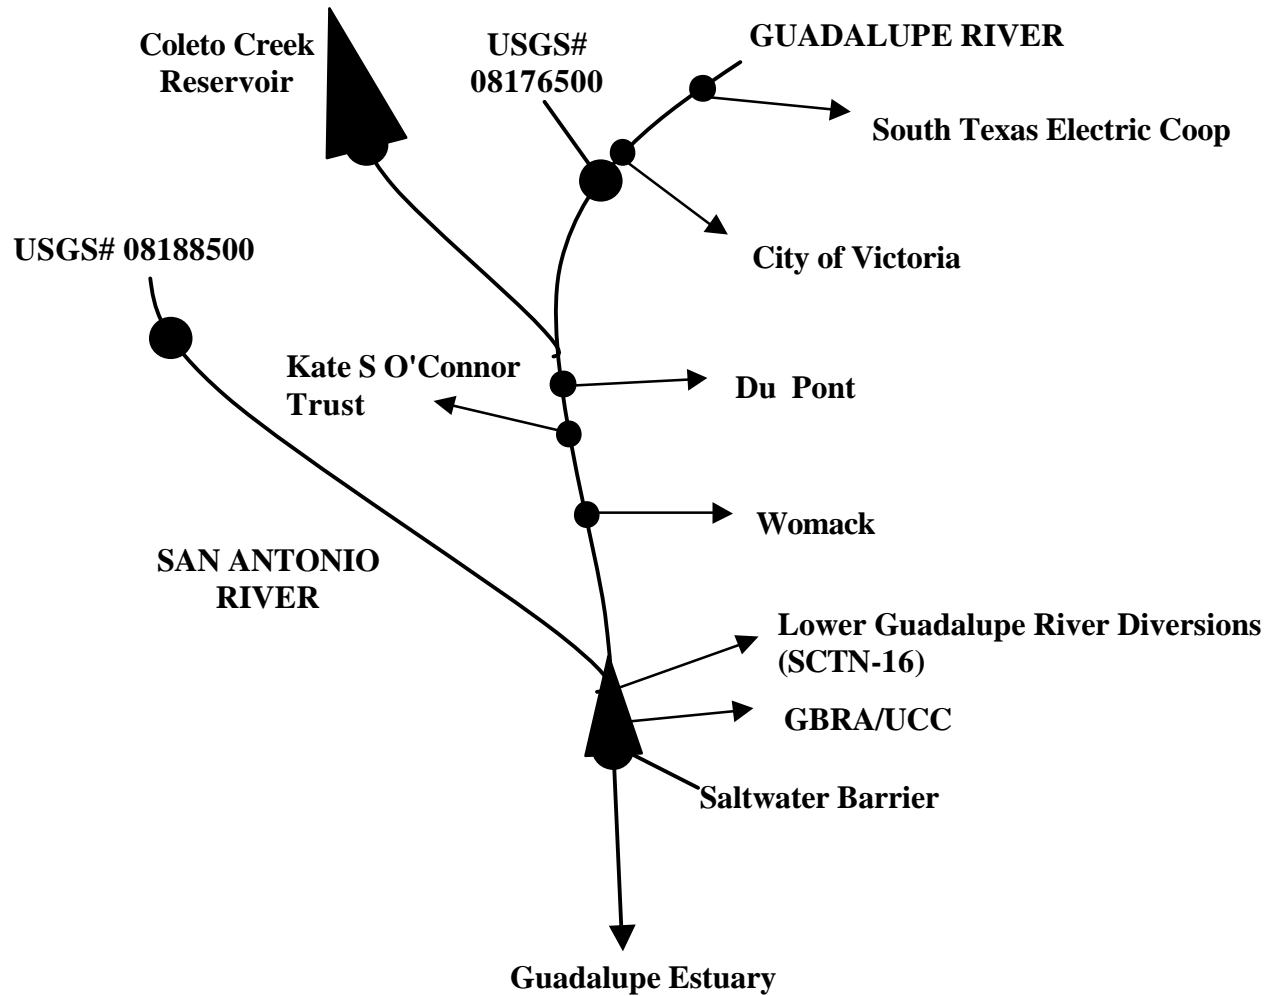 GUADALUPE RIVER
Coleto Creek
Reservoir
USGS#
08176500
South Texas Electric Coop
City of Victoria
USGS# 08188500
Kate S O'Connor
Trust
Du Pont
Womack
SAN ANTONIO
RIVER
Lower Guadalupe River Diversions
(SCTN-16)
GBRA/UCC
Saltwater Barrier
Guadalupe Estuary